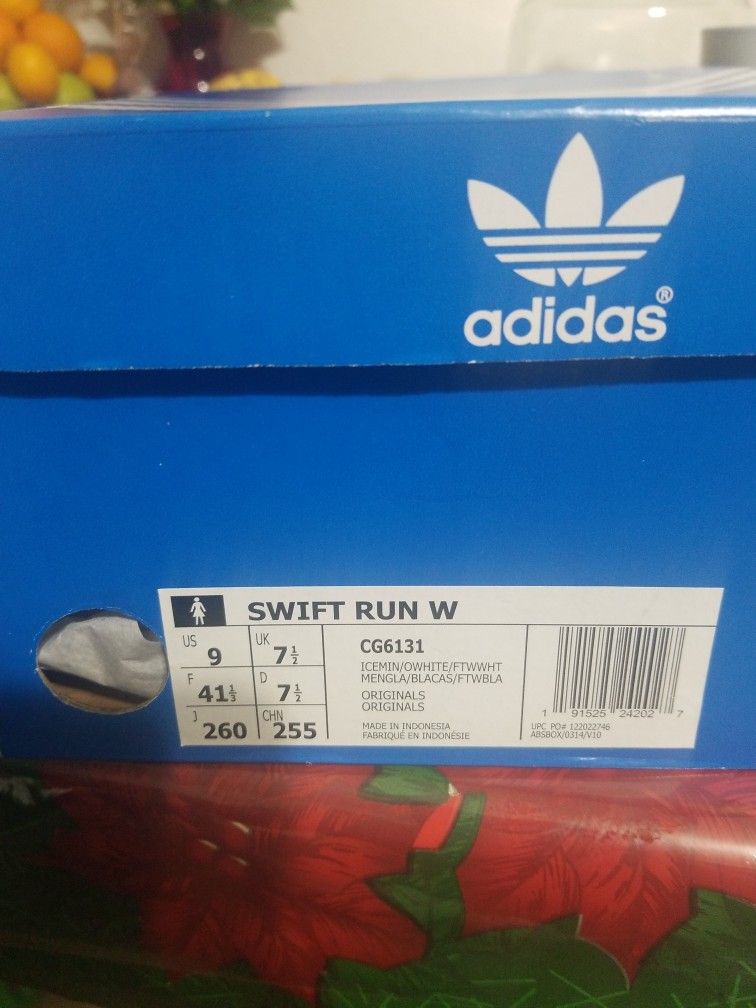 adidas®
SWIFT RUN W
US 9 UK 7½
F 41⅓ D 7½
J 260 CHN 255
CG6131
ICEMIN/OWHITE/FTWWHT
MENGLA/BLACAS/FTWBLA
ORIGINALS
ORIGINALS
MADE IN INDONESIA
FABRIQUÉ EN INDONÉSIE
1 91525 24202 7
UPC PO# 122022746
ABSBOX/0314/V10